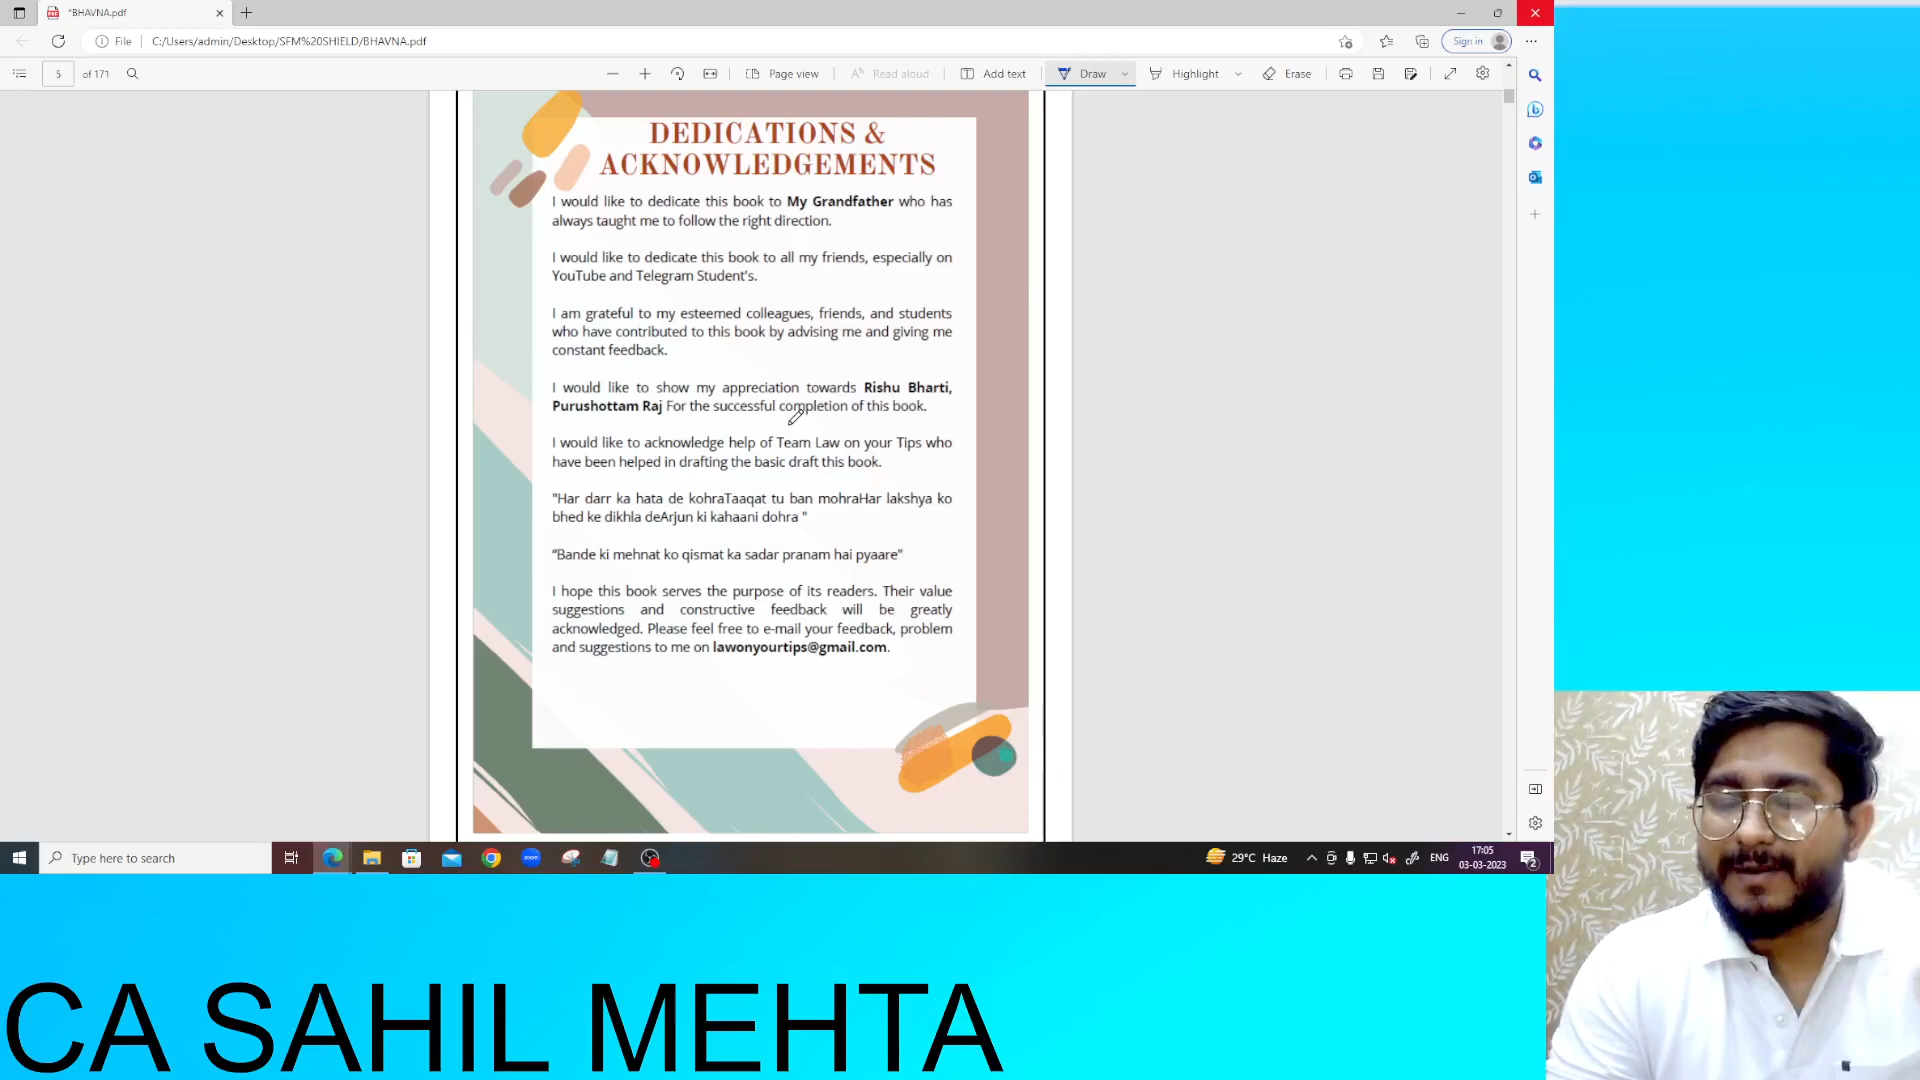 *BHAVNA.pdf
File
C:/Users/admin/Desktop/SFM%20SHIELD/BHAVNA.pdf
Sign in
5 of 171
Page view
Read aloud
Add text
Draw
Highlight
Erase
DEDICATIONS &
ACKNOWLEDGEMENTS
I would like to dedicate this book to My Grandfather who has
always taught me to follow the right direction.
I would like to dedicate this book to all my friends, especially on
YouTube and Telegram Student's.
I am grateful to my esteemed colleagues, friends, and students
who have contributed to this book by advising me and giving me
constant feedback.
I would like to show my appreciation towards Rishu Bharti,
Purushottam Raj For the successful completion of this book.
I would like to acknowledge help of Team Law on your Tips who
have been helped in drafting the basic draft this book.
"Har darr ka hata de kohraTaaqat tu ban mohraHar lakshya ko
bhed ke dikhla deArjun ki kahaani dohra "
“Bande ki mehnat ko qismat ka sadar pranam hai pyaare”
I hope this book serves the purpose of its readers. Their value
suggestions and constructive feedback will be greatly
acknowledged. Please feel free to e-mail your feedback, problem
and suggestions to me on lawonyourtips@gmail.com.
Type here to search
zoom
29°C Haze
ENG
17:05
03-03-2023
2
CA SAHIL MEHTA